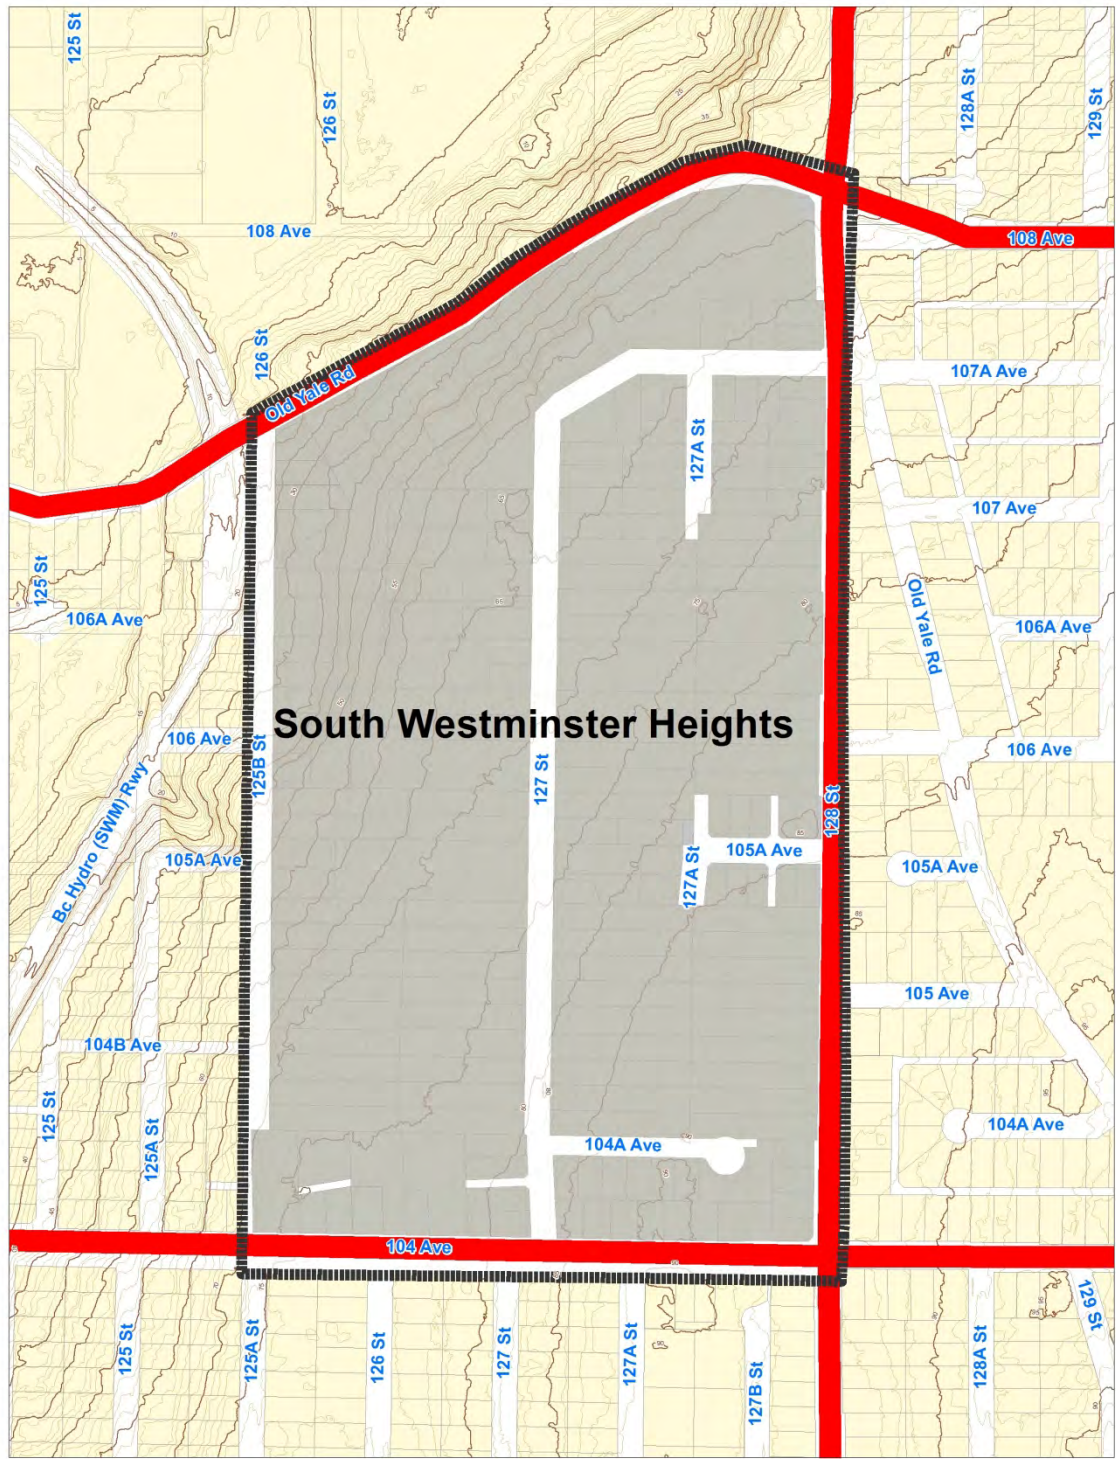 125 St
126 St
128A St
129 St
108 Ave
108 Ave
126 St
Old Yale Rd
107A Ave
127A St
107 Ave
125 St
106A Ave
Old Yale Rd
106A Ave
South Westminster Heights
106 Ave
125B St
127 St
106 Ave
Bc Hydro (SWM) Rwy
128 St
105A Ave
105A Ave
127A St
105A Ave
105 Ave
104B Ave
125 St
125A St
104A Ave
104A Ave
104 Ave
125 St
125A St
126 St
127 St
127A St
127B St
128A St
129 St